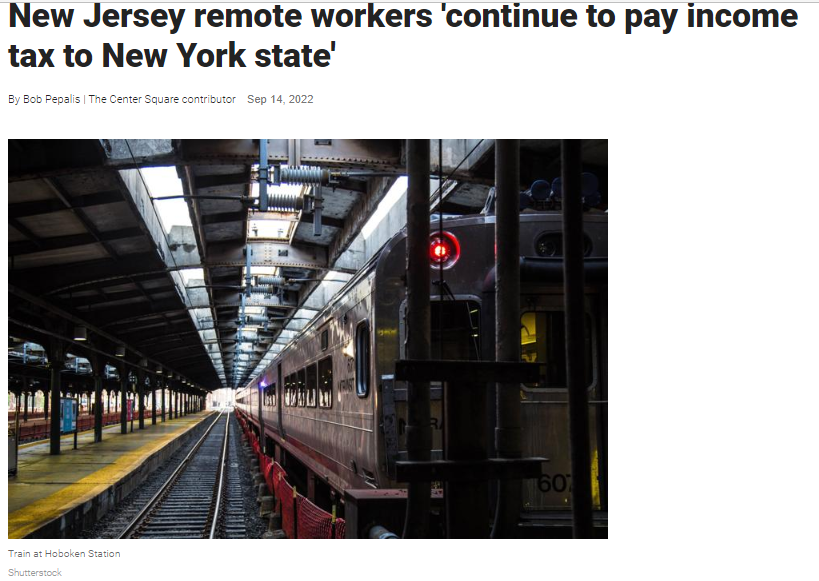 New Jersey remote workers 'continue to pay income
tax to New York state'
By Bob Pepalis | The Center Square contributor Sep 14, 2022
607
Train at Hoboken Station
Shutterstock